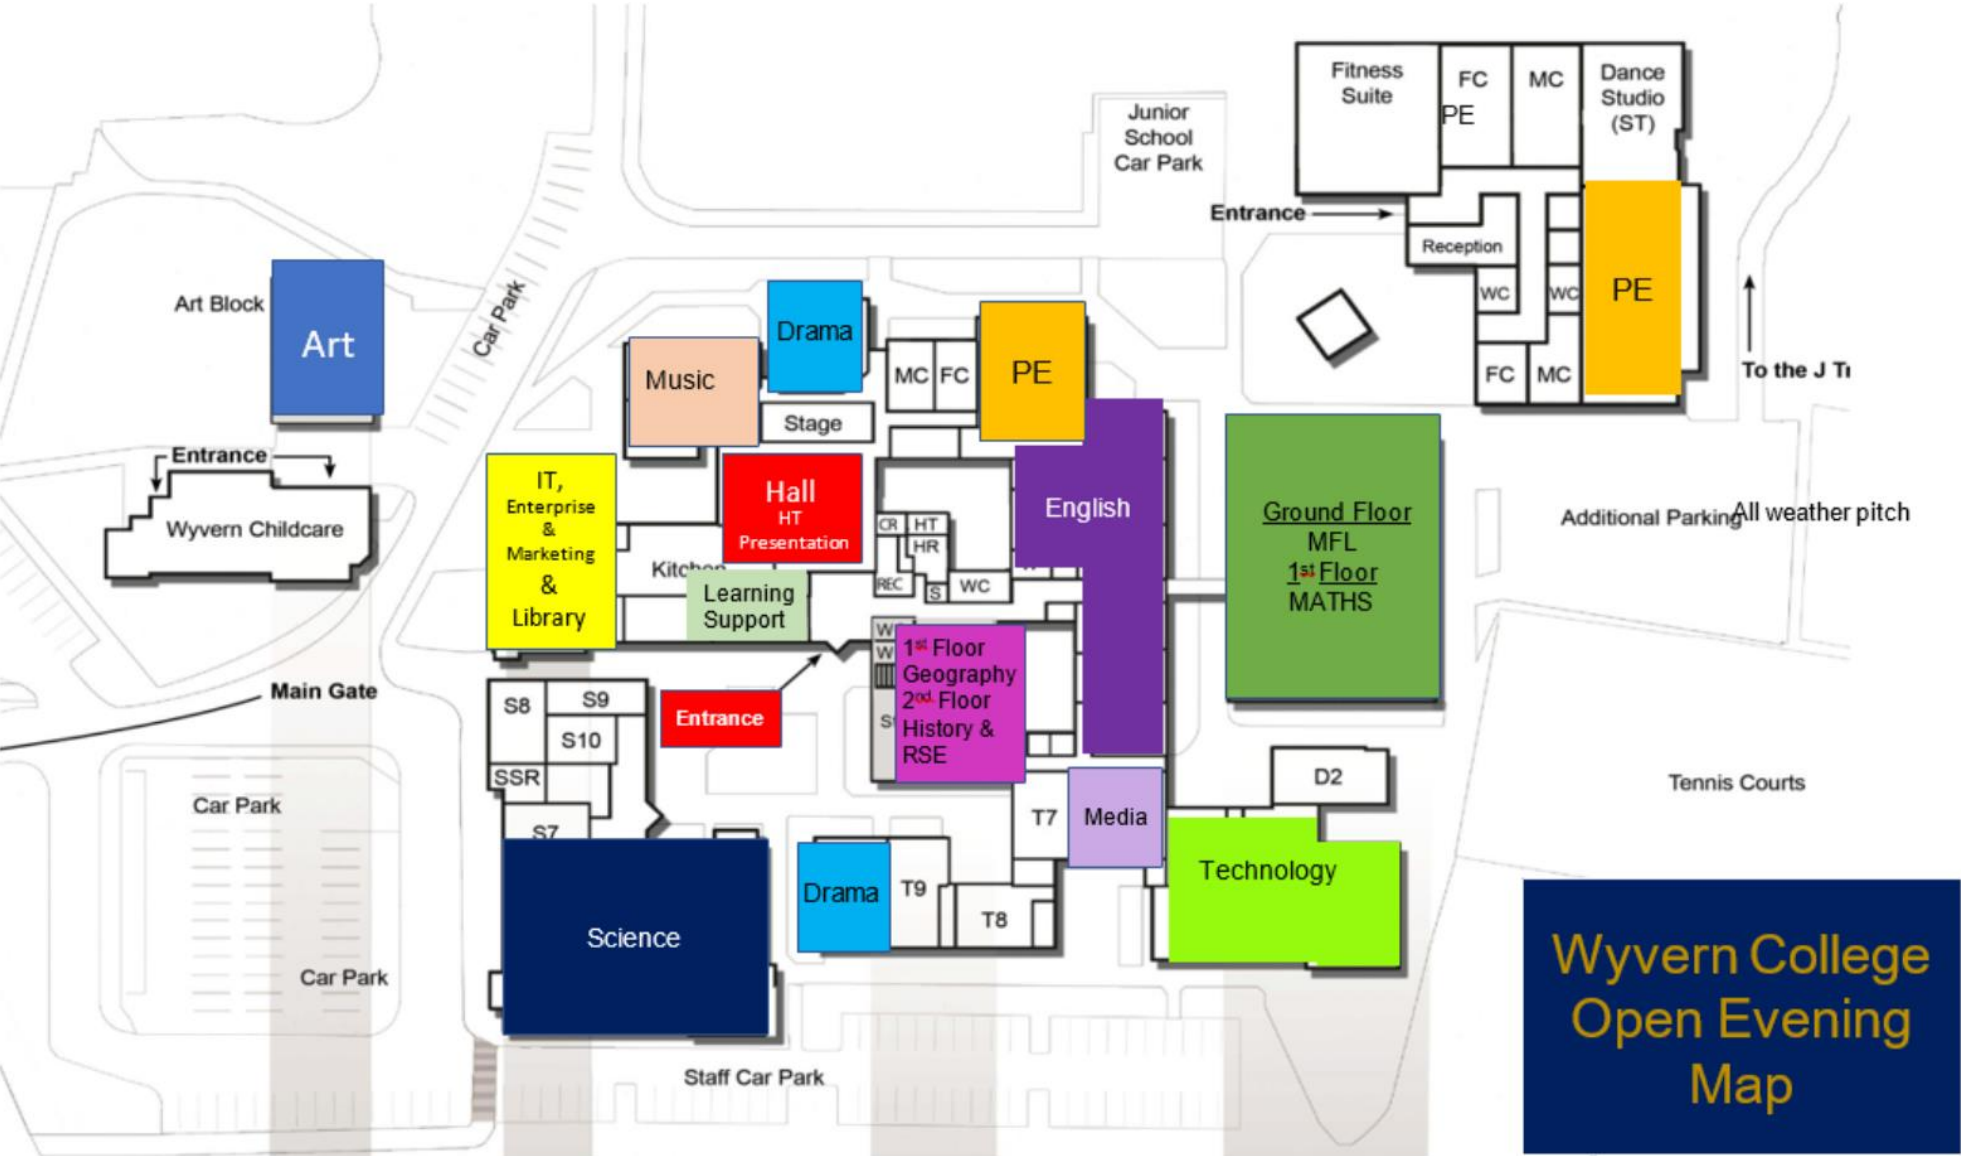 Fitness
Suite
FC
PE
MC
Dance
Studio
(ST)
Junior
School
Car Park
Entrance
Reception
WC
WC
PE
FC
MC
To the J
Art Block
Art
Car Park
Drama
Music
Stage
MC
FC
PE
Entrance
Wyvern Childcare
IT,
Enterprise
&
Marketing
&
Library
Hall
HT
Presentation
Kitchen
Learning
Support
CR
HT
HR
REC
S
WC
English
Ground Floor
MFL
1st Floor
MATHS
Additional Parking
All weather pitch
Main Gate
Entrance
W
W
1st Floor
Geography
2nd Floor
History &
RSE
S8
S9
S10
SSR
S7
Car Park
Car Park
Science
Drama
T9
T8
T7
Media
D2
Technology
Tennis Courts
Staff Car Park
Wyvern College
Open Evening
Map